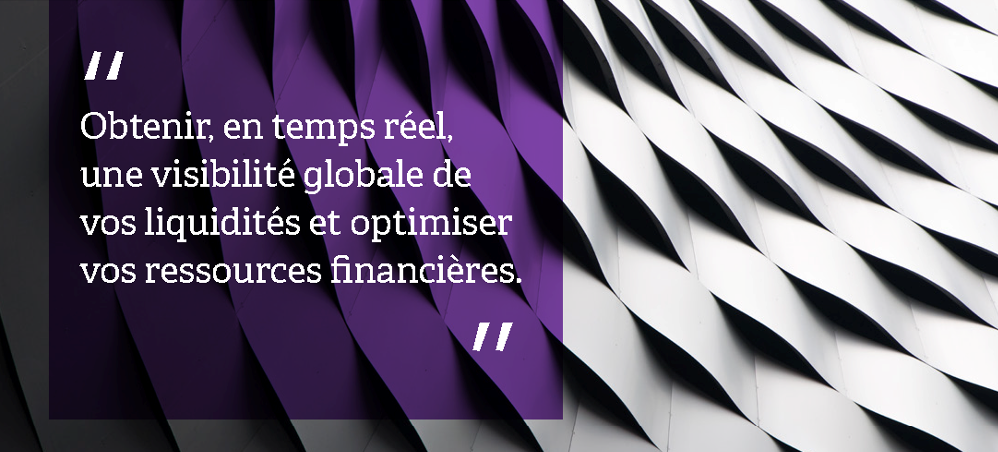 "
Obtenir, en temps réel,
une visibilité globale de
vos liquidités et optimiser
vos ressources financières.
"